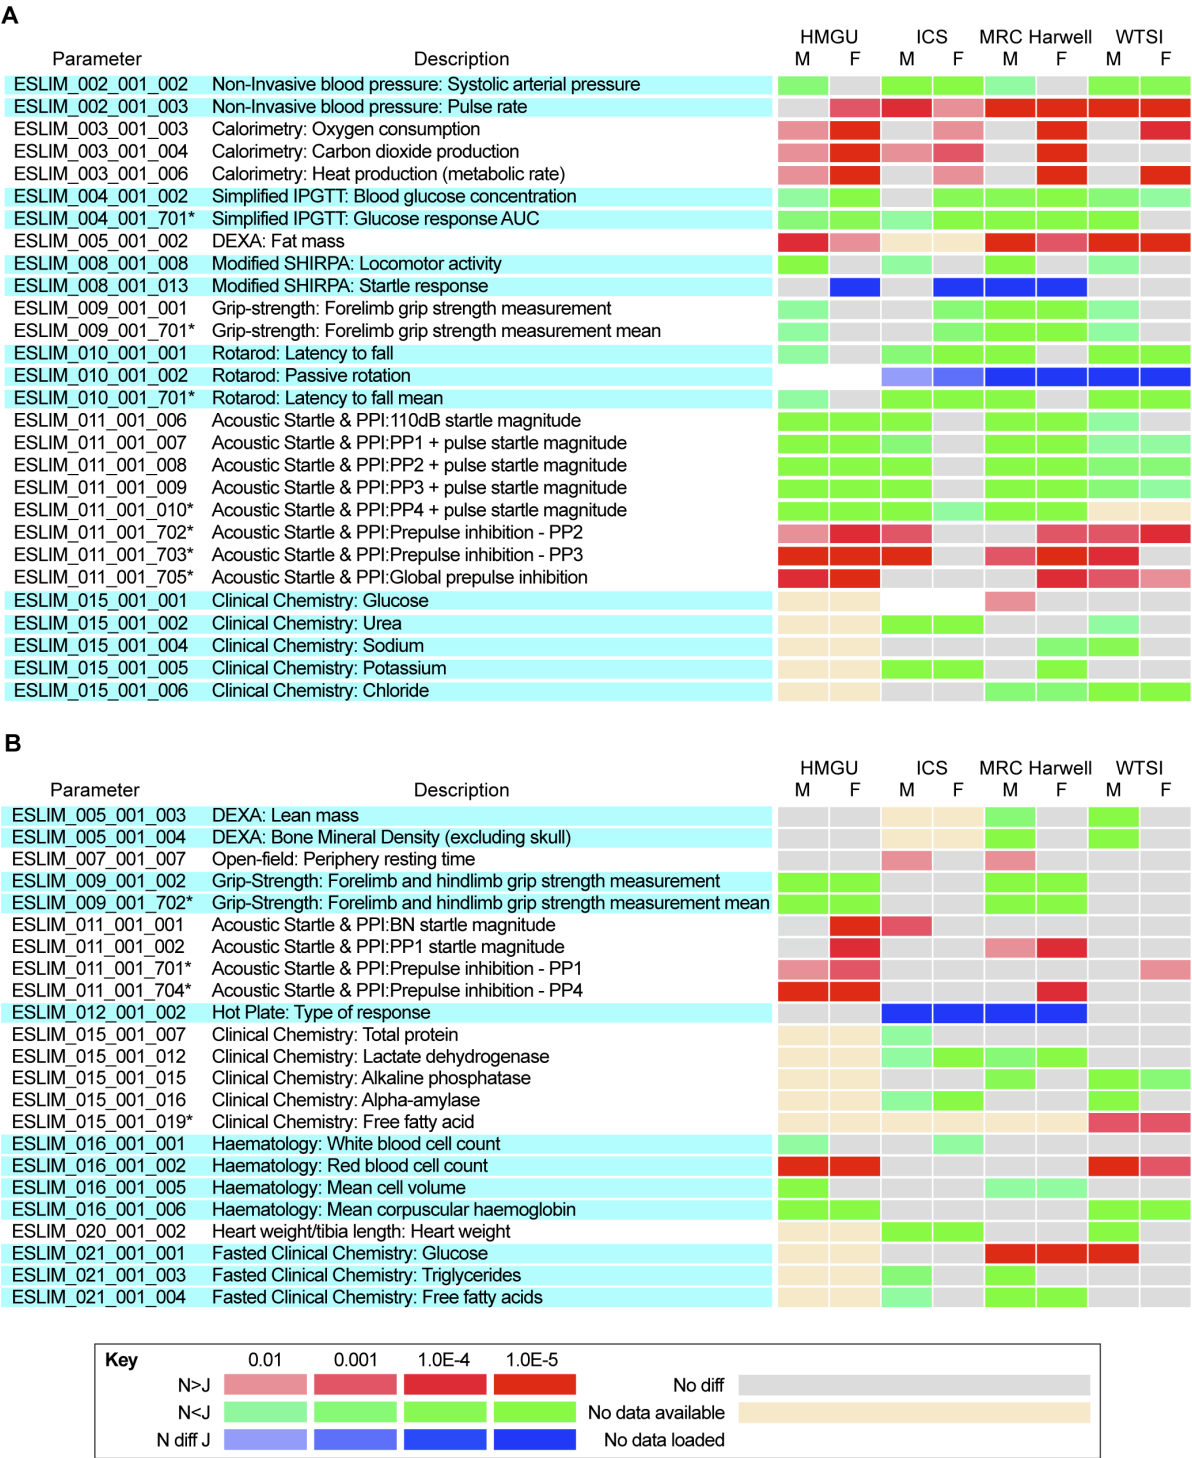 A
HMGU ICS MRC Harwell WTSI
Parameter Description M F M F M F M F
ESLIM_002_001_002 Non-Invasive blood pressure: Systolic arterial pressure
ESLIM_002_001_003 Non-Invasive blood pressure: Pulse rate
ESLIM_003_001_003 Calorimetry: Oxygen consumption
ESLIM_003_001_004 Calorimetry: Carbon dioxide production
ESLIM_003_001_006 Calorimetry: Heat production (metabolic rate)
ESLIM_004_001_002 Simplified IPGTT: Blood glucose concentration
ESLIM_004_001_701* Simplified IPGTT: Glucose response AUC
ESLIM_005_001_002 DEXA: Fat mass
ESLIM_008_001_008 Modified SHIRPA: Locomotor activity
ESLIM_008_001_013 Modified SHIRPA: Startle response
ESLIM_009_001_001 Grip-strength: Forelimb grip strength measurement
ESLIM_009_001_701* Grip-strength: Forelimb grip strength measurement mean
ESLIM_010_001_001 Rotarod: Latency to fall
ESLIM_010_001_002 Rotarod: Passive rotation
ESLIM_010_001_701* Rotarod: Latency to fall mean
ESLIM_011_001_006 Acoustic Startle & PPI:110dB startle magnitude
ESLIM_011_001_007 Acoustic Startle & PPI:PP1 + pulse startle magnitude
ESLIM_011_001_008 Acoustic Startle & PPI:PP2 + pulse startle magnitude
ESLIM_011_001_009 Acoustic Startle & PPI:PP3 + pulse startle magnitude
ESLIM_011_001_010* Acoustic Startle & PPI:PP4 + pulse startle magnitude
ESLIM_011_001_702* Acoustic Startle & PPI:Prepulse inhibition - PP2
ESLIM_011_001_703* Acoustic Startle & PPI:Prepulse inhibition - PP3
ESLIM_011_001_705* Acoustic Startle & PPI:Global prepulse inhibition
ESLIM_015_001_001 Clinical Chemistry: Glucose
ESLIM_015_001_002 Clinical Chemistry: Urea
ESLIM_015_001_004 Clinical Chemistry: Sodium
ESLIM_015_001_005 Clinical Chemistry: Potassium
ESLIM_015_001_006 Clinical Chemistry: Chloride
B
HMGU ICS MRC Harwell WTSI
Parameter Description M F M F M F M F
ESLIM_005_001_003 DEXA: Lean mass
ESLIM_005_001_004 DEXA: Bone Mineral Density (excluding skull)
ESLIM_007_001_007 Open-field: Periphery resting time
ESLIM_009_001_002 Grip-Strength: Forelimb and hindlimb grip strength measurement
ESLIM_009_001_702* Grip-Strength: Forelimb and hindlimb grip strength measurement mean
ESLIM_011_001_001 Acoustic Startle & PPI:BN startle magnitude
ESLIM_011_001_002 Acoustic Startle & PPI:PP1 startle magnitude
ESLIM_011_001_701* Acoustic Startle & PPI:Prepulse inhibition - PP1
ESLIM_011_001_704* Acoustic Startle & PPI:Prepulse inhibition - PP4
ESLIM_012_001_002 Hot Plate: Type of response
ESLIM_015_001_007 Clinical Chemistry: Total protein
ESLIM_015_001_012 Clinical Chemistry: Lactate dehydrogenase
ESLIM_015_001_015 Clinical Chemistry: Alkaline phosphatase
ESLIM_015_001_016 Clinical Chemistry: Alpha-amylase
ESLIM_015_001_019* Clinical Chemistry: Free fatty acid
ESLIM_016_001_001 Haematology: White blood cell count
ESLIM_016_001_002 Haematology: Red blood cell count
ESLIM_016_001_005 Haematology: Mean cell volume
ESLIM_016_001_006 Haematology: Mean corpuscular haemoglobin
ESLIM_020_001_002 Heart weight/tibia length: Heart weight
ESLIM_021_001_001 Fasted Clinical Chemistry: Glucose
ESLIM_021_001_003 Fasted Clinical Chemistry: Triglycerides
ESLIM_021_001_004 Fasted Clinical Chemistry: Free fatty acids
Key 0.01 0.001 1.0E-4 1.0E-5
N>J No diff
N<J No data available
N diff J No data loaded